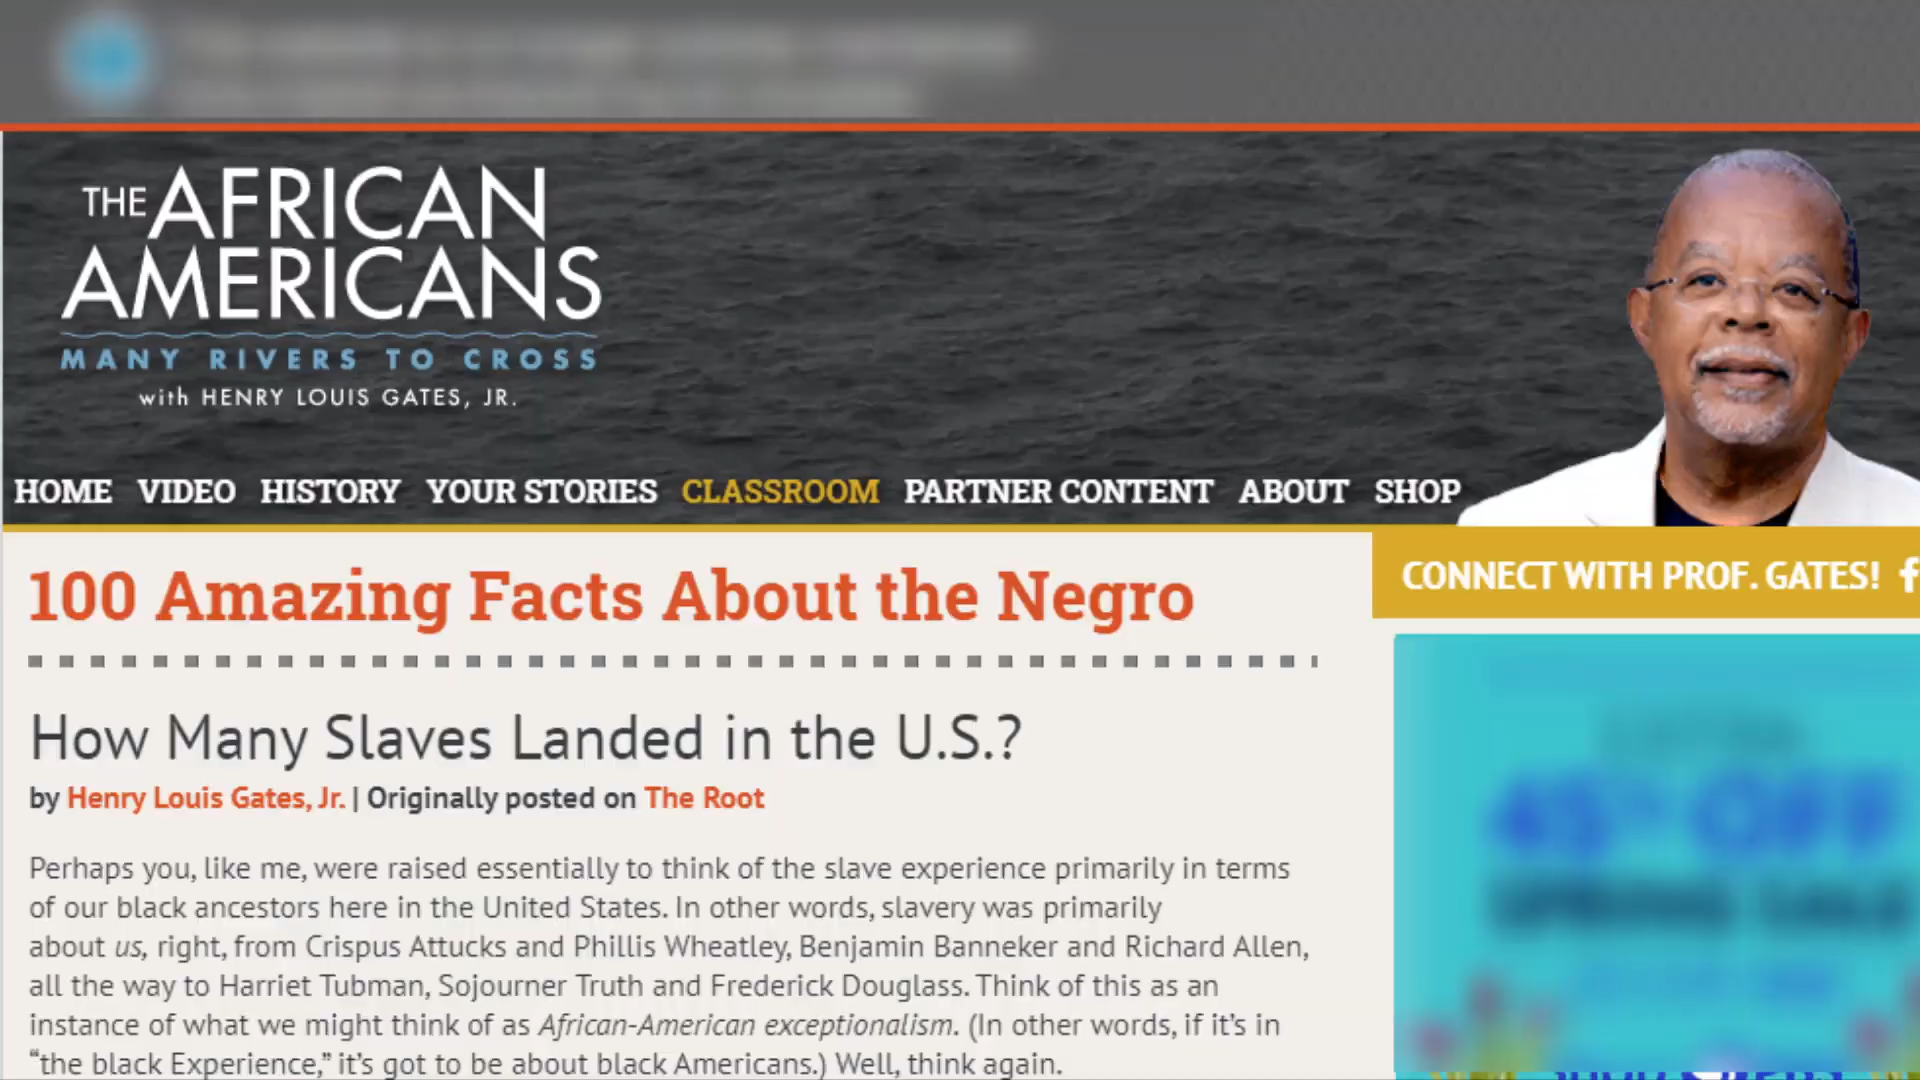 THE AFRICAN
AMERICANS
MANY RIVERS TO CROSS
with HENRY LOUIS GATES, JR.
HOME VIDEO HISTORY YOUR STORIES CLASSROOM PARTNER CONTENT ABOUT SHOP
100 Amazing Facts About the Negro
CONNECT WITH PROF. GATES! f
How Many Slaves Landed in the U.S.?
by Henry Louis Gates, Jr. | Originally posted on The Root
Perhaps you, like me, were raised essentially to think of the slave experience primarily in terms
of our black ancestors here in the United States. In other words, slavery was primarily
about us, right, from Crispus Attucks and Phillis Wheatley, Benjamin Banneker and Richard Allen,
all the way to Harriet Tubman, Sojourner Truth and Frederick Douglass. Think of this as an
instance of what we might think of as African-American exceptionalism. (In other words, if it's in
“the black Experience,” it's got to be about black Americans.) Well, think again.